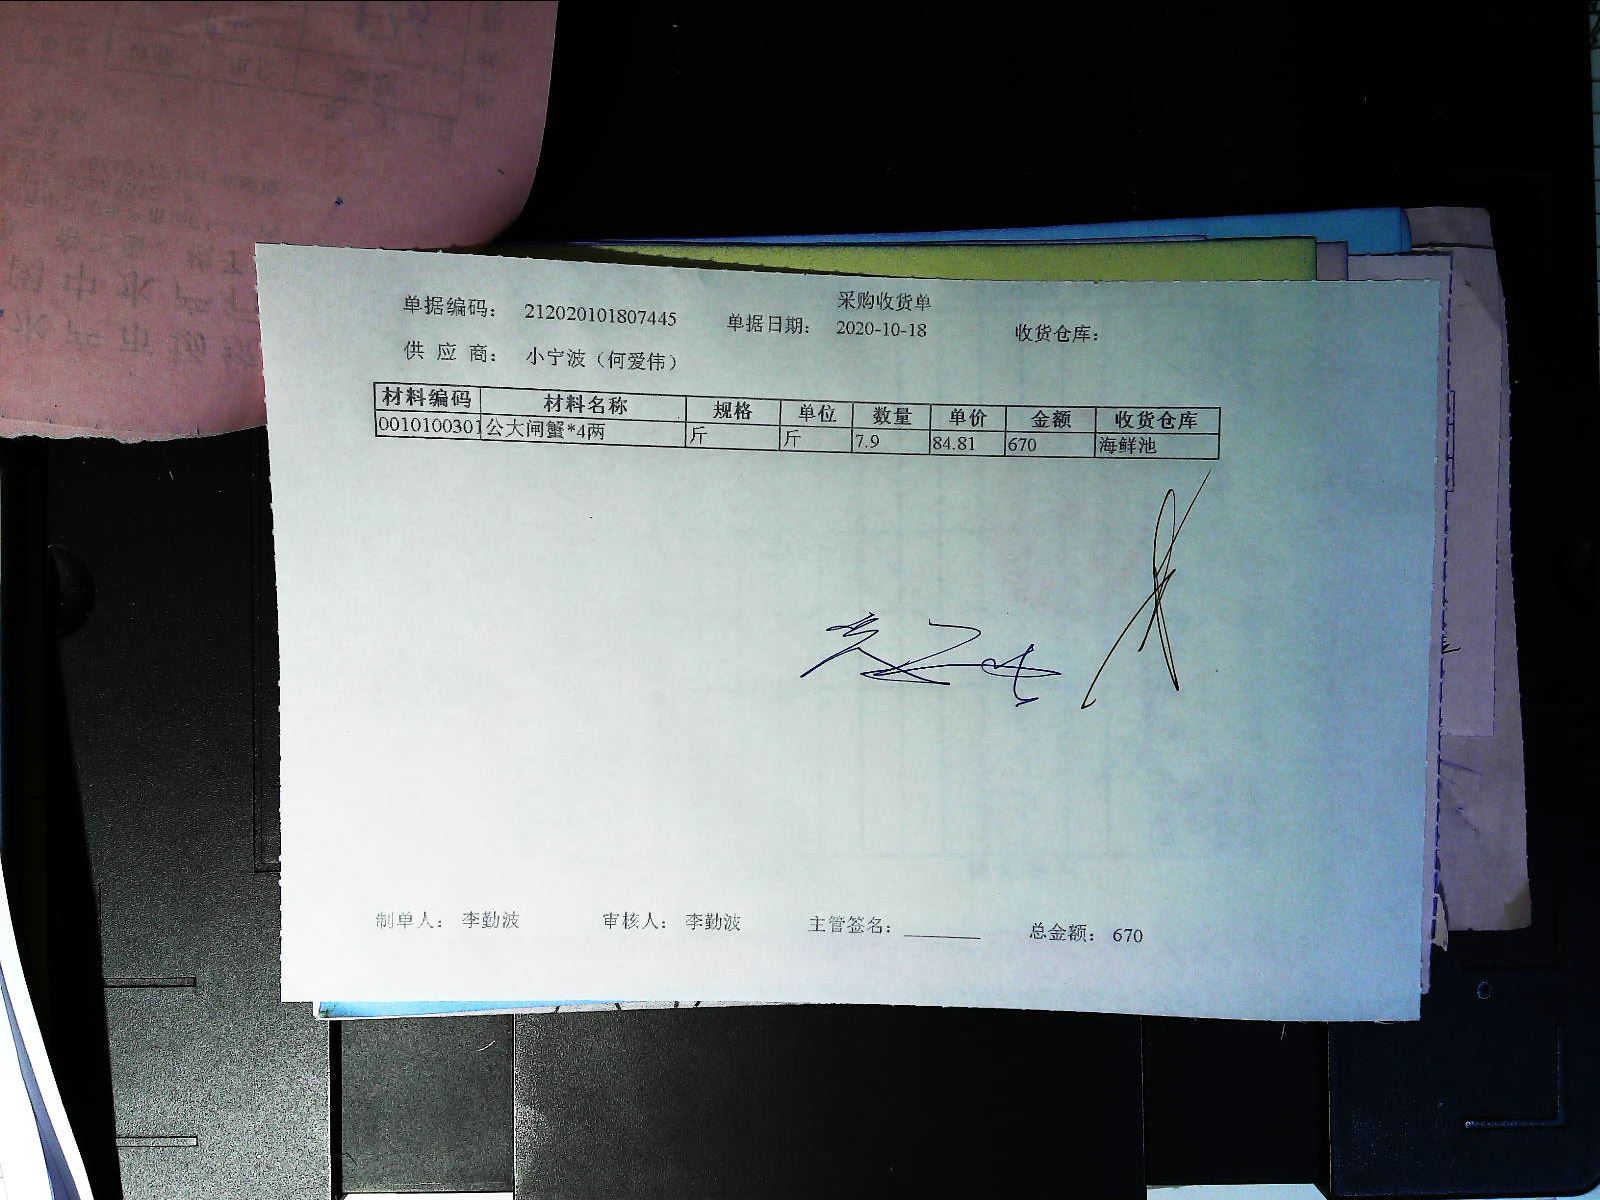 采购收货单
单据编码： 212020101807445 单据日期： 2020-10-18 收货仓库：
供 应 商： 小宁波（何爱伟）
材料编码 材料名称 规格 单位 数量 单价 金额 收货仓库
0010100301 公大闸蟹*4两 斤 斤 7.9 84.81 670 海鲜池
制单人： 李勤波 审核人： 李勤波 主管签名： 总金额： 670